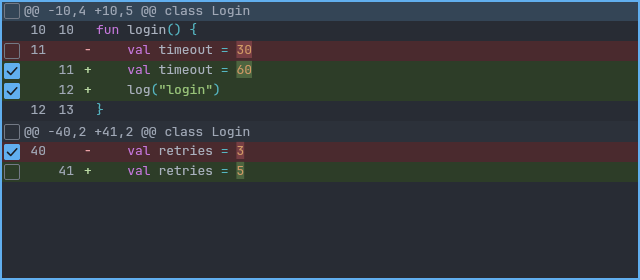 @@ -10,4 +10,5 @@ class Login
10 10 fun login() {
11 - val timeout = 30
11 + val timeout = 60
12 + log("login")
12 13 }
@@ -40,2 +41,2 @@ class Login
40 - val retries = 3
41 + val retries = 5